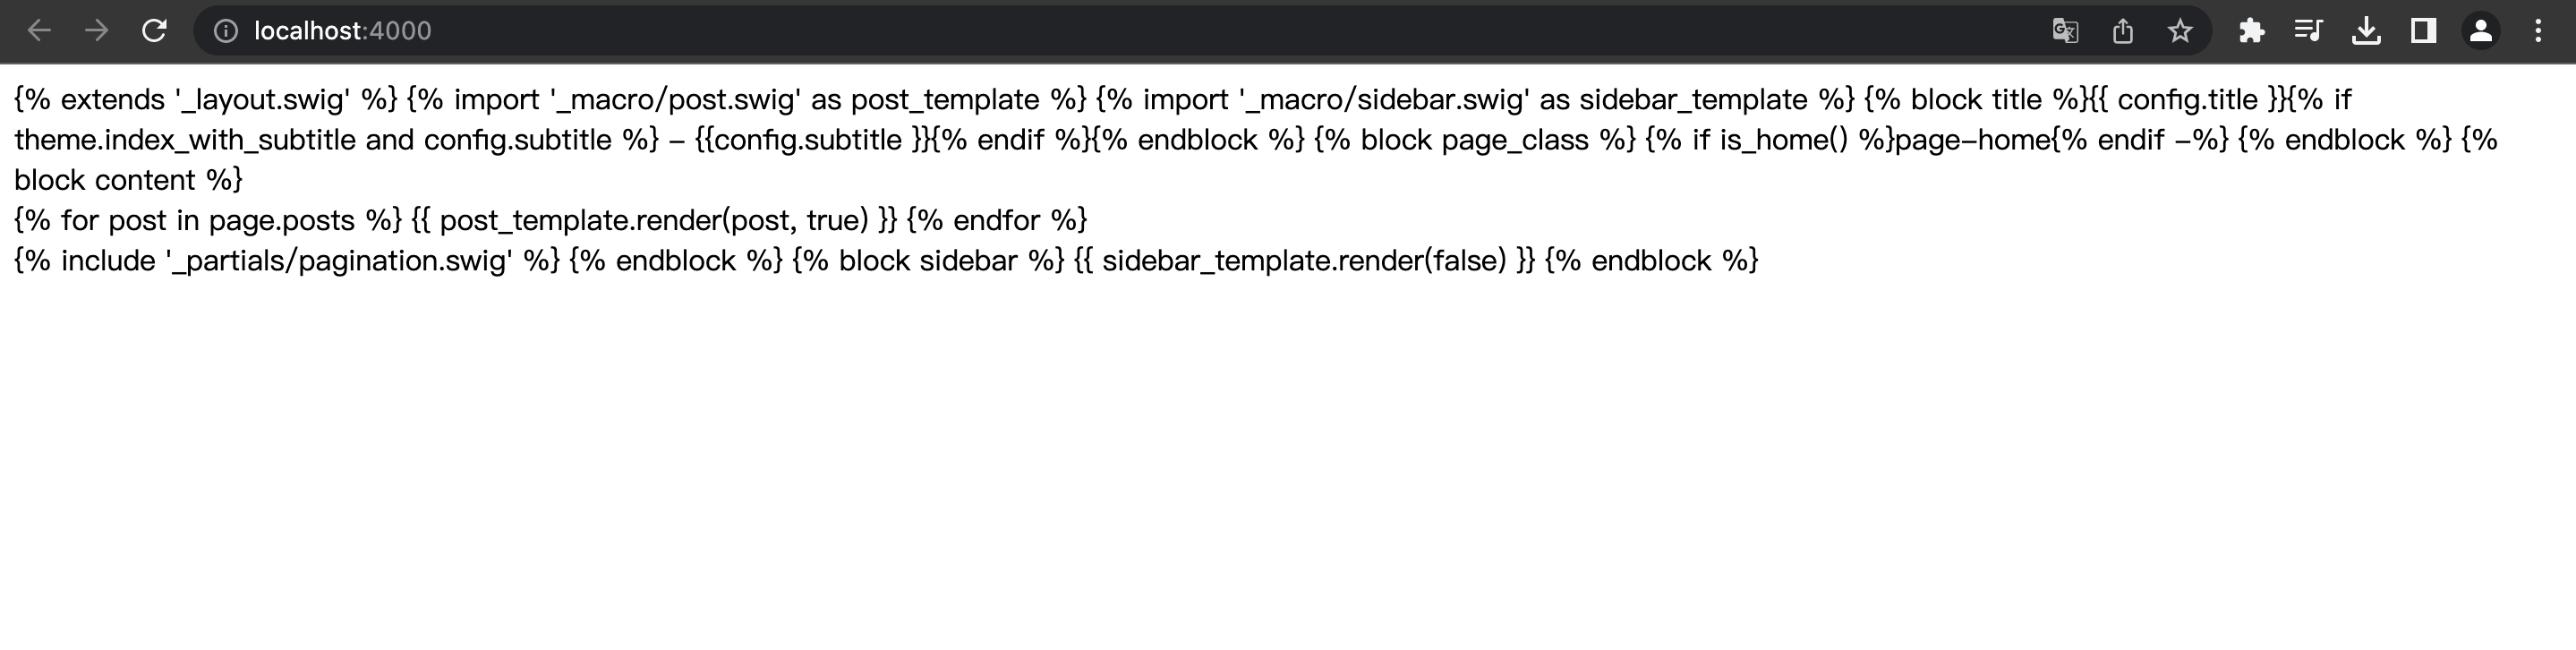 localhost:4000
{% extends '_layout.swig' %} {% import '_macro/post.swig' as post_template %} {% import '_macro/sidebar.swig' as sidebar_template %} {% block title %}{{ config.title }}{% if
theme.index_with_subtitle and config.subtitle %} - {{config.subtitle }}{% endif %}{% endblock %} {% block page_class %} {% if is_home() %}page-home{% endif -%} {% endblock %} {%
block content %}
{% for post in page.posts %} {{ post_template.render(post, true) }} {% endfor %}
{% include '_partials/pagination.swig' %} {% endblock %} {% block sidebar %} {{ sidebar_template.render(false) }} {% endblock %}